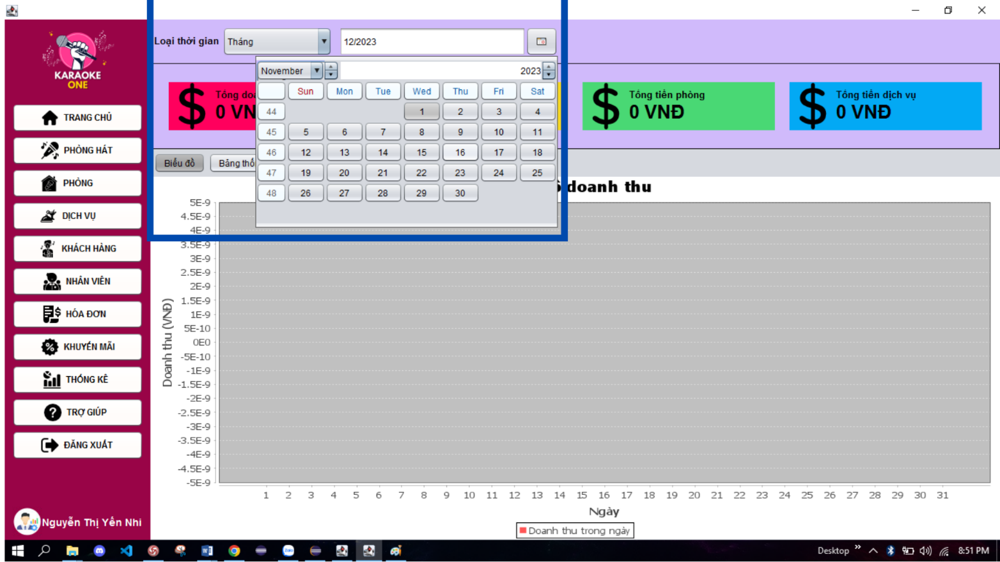 Loại thời gian Tháng 12/2023
KARAOKE
ONE
November 2023
Sun Mon Tue Wed Thu Fri Sat
44 1 2 3 4
45 5 6 7 8 9 10 11
46 12 13 14 15 16 17 18
47 19 20 21 22 23 24 25
48 26 27 28 29 30
Tổng doa
0 VN
Tổng tiền phòng
0 VNĐ
Tổng tiền dịch vụ
0 VNĐ
TRANG CHỦ
PHÒNG HÁT
PHÒNG
DỊCH VỤ
KHÁCH HÀNG
NHÂN VIÊN
HÓA ĐƠN
KHUYẾN MÃI
THỐNG KÊ
TRỢ GIÚP
ĐĂNG XUẤT
Nguyễn Thị Yến Nhi
Biểu đồ Bảng thố
doanh thu
5E-9
4.5E-9
4E-9
3.5E-9
3E-9
2.5E-9
2E-9
1.5E-9
1E-9
5E-10
0E0
-5E-10
-1E-9
-1.5E-9
-2E-9
-2.5E-9
-3E-9
-3.5E-9
-4E-9
-4.5E-9
-5E-9
Doanh thu (VNĐ)
1 2 3 4 5 6 7 8 9 10 11 12 13 14 15 16 17 18 19 20 21 22 23 24 25 26 27 28 29 30 31
Ngày
Doanh thu trong ngày
Desktop 8:51 PM